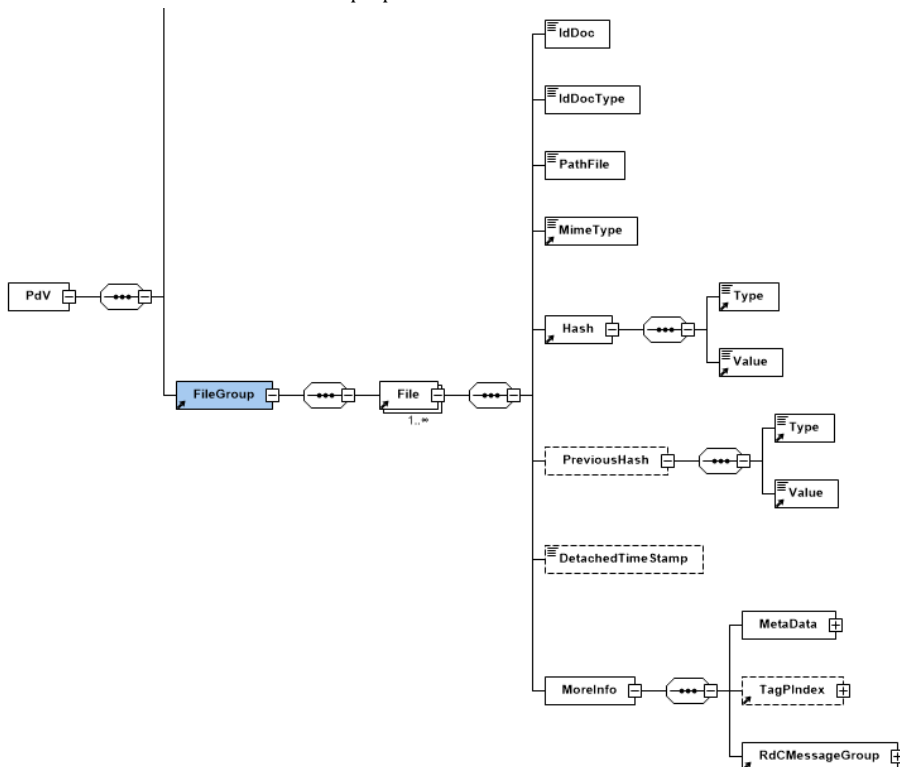 IdDoc
IdDocType
PathFile
MimeType
PdV
Hash
Type
Value
FileGroup
File
1..∞
PreviousHash
Type
Value
DetachedTimeStamp
MoreInfo
MetaData
TagPIndex
RdCMessageGroup